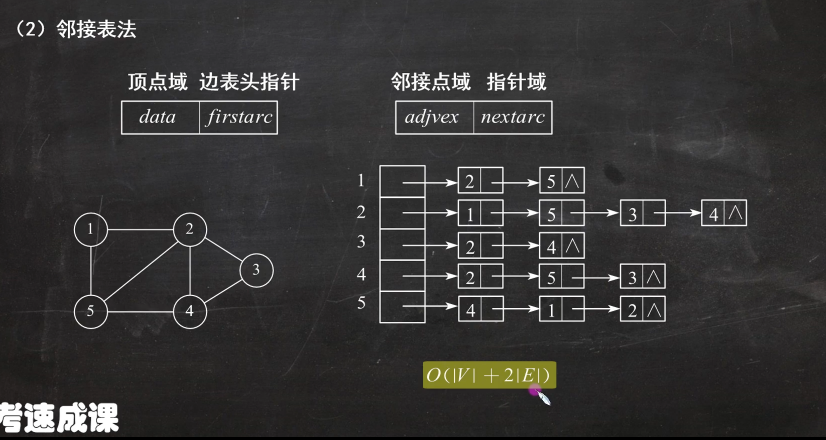 （2）邻接表法
顶点域 边表头指针 邻接点域 指针域
data firstarc adjvex nextarc
1 2 5 ∧
2 1 5 3 4 ∧
3 2 4 ∧
4 2 5 3 ∧
5 4 1 2 ∧
1 2
3
5 4
O(|V| + 2|E|)
考速成课